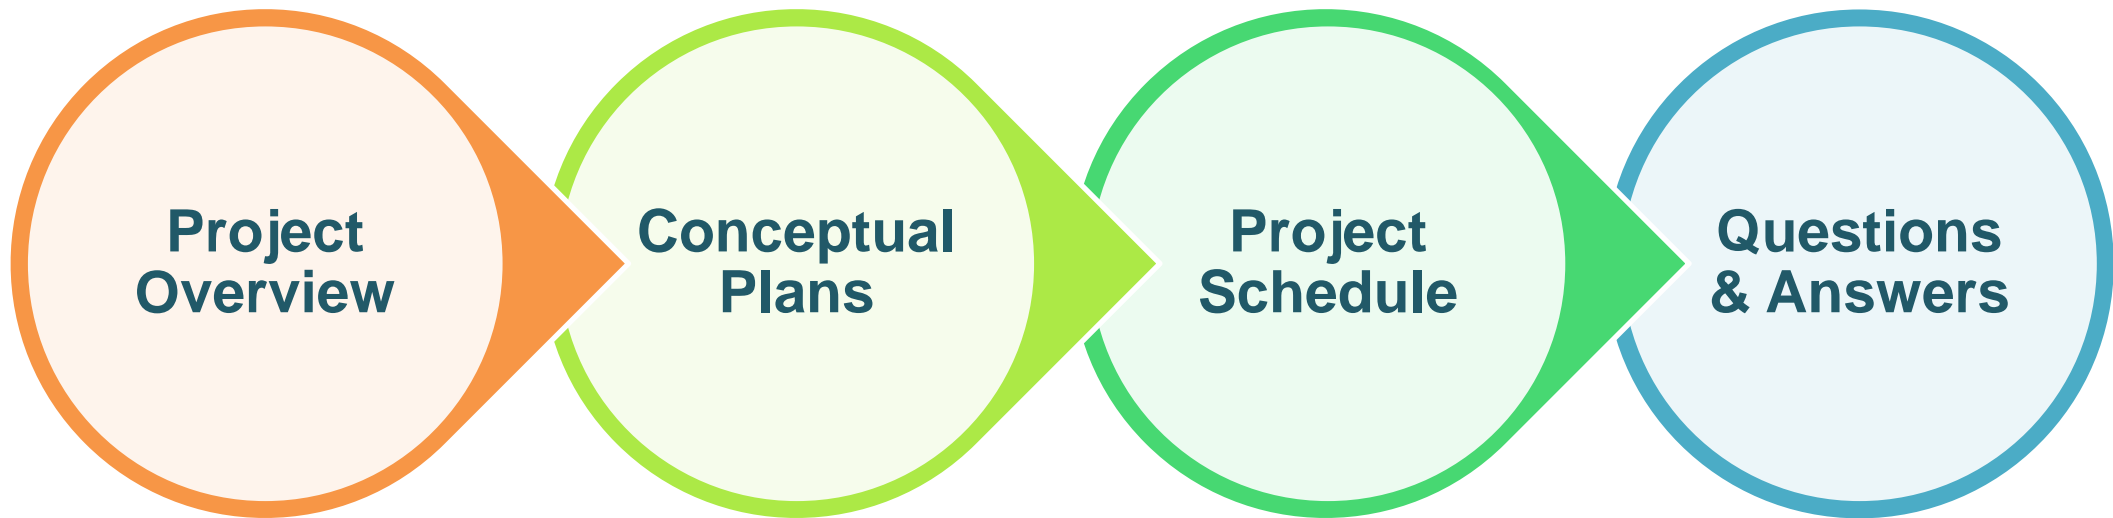 Project
Overview
Conceptual
Plans
Project
Schedule
Questions
& Answers